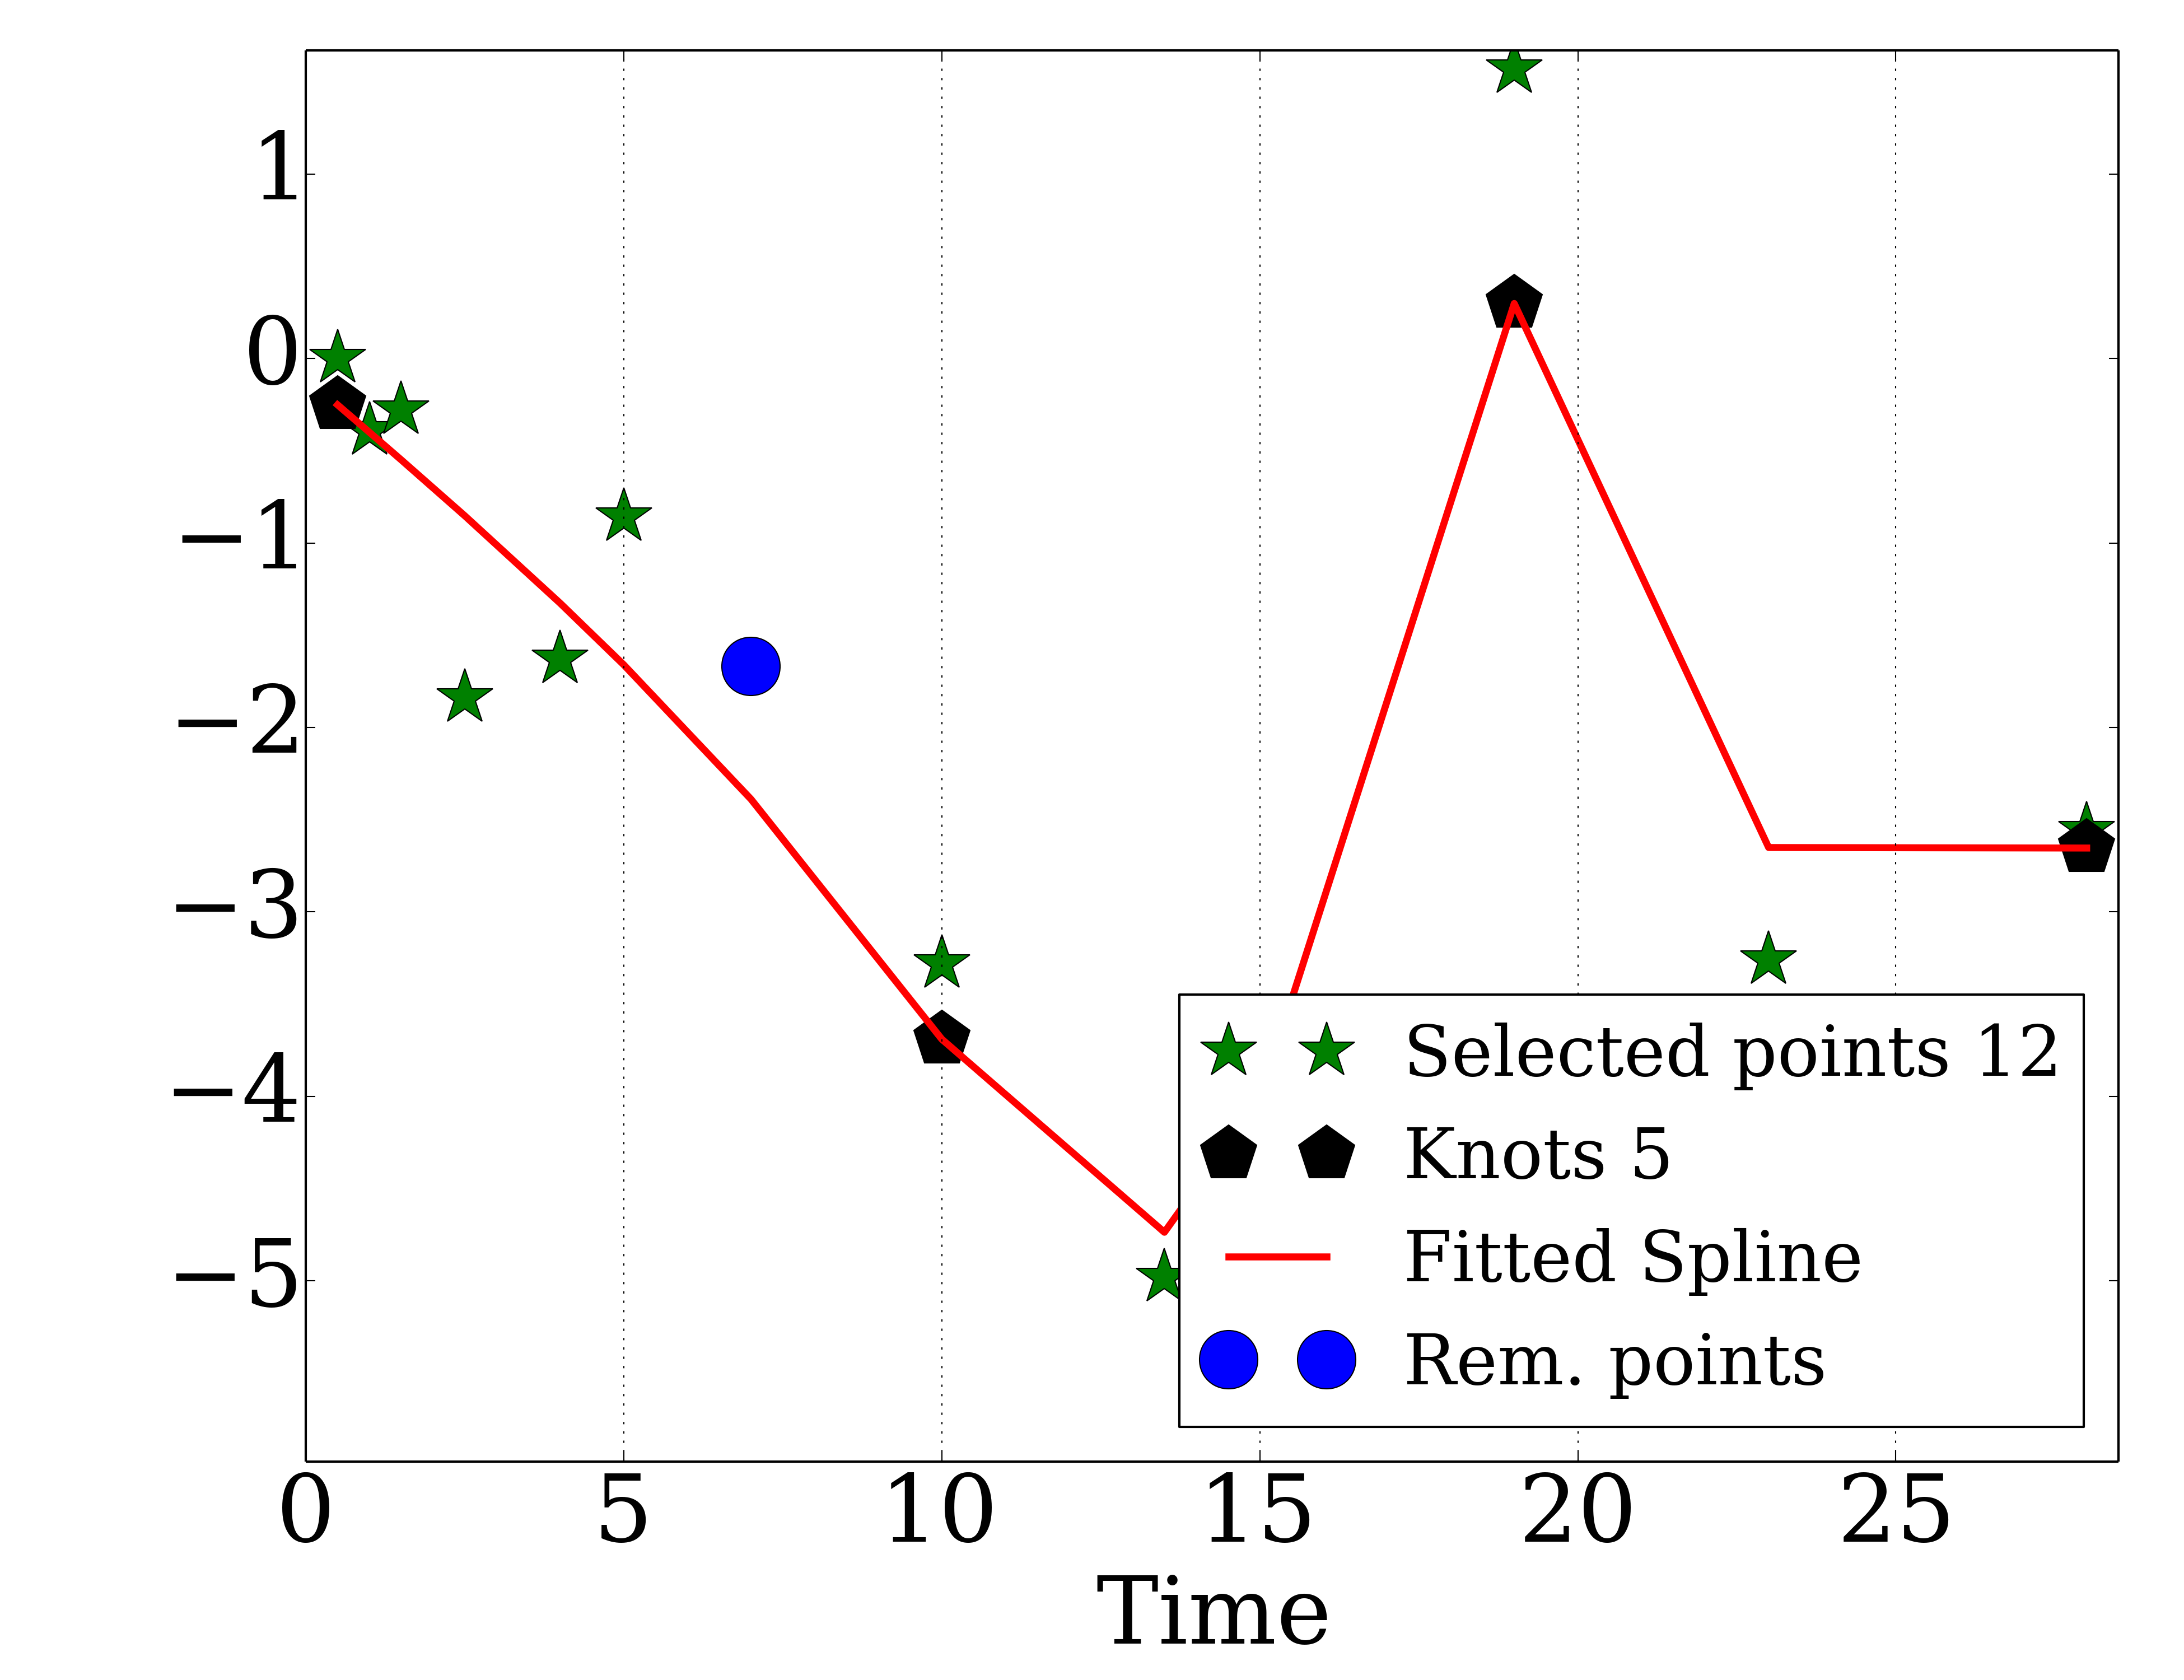 1
0
−1
−2
−3
−4
−5
Selected points 12
Knots 5
Fitted Spline
Rem. points
0 5 10 15 20 25
Time